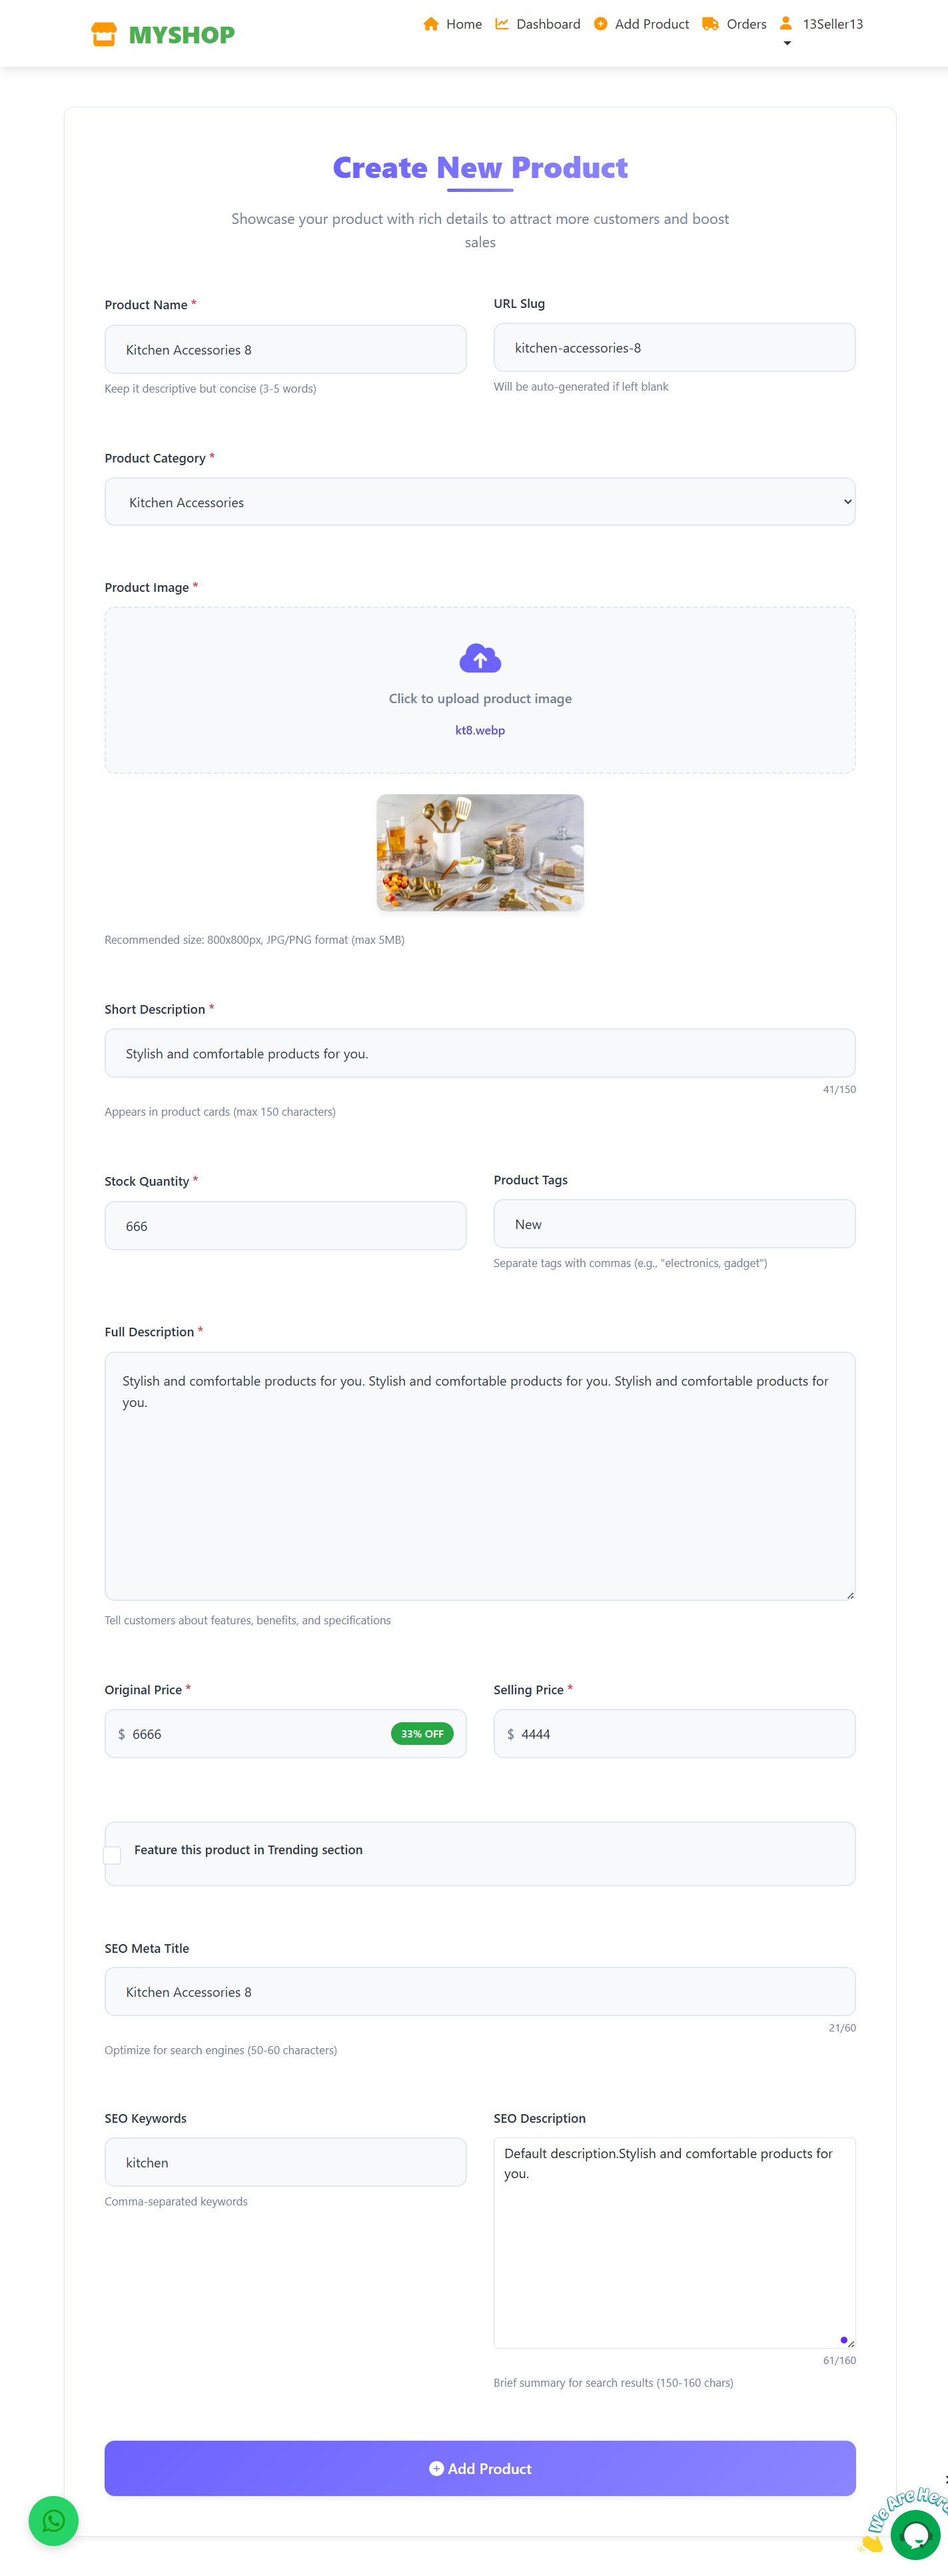 MYSHOP
Home
Dashboard
Add Product
Orders
13Seller13
Create New Product
Showcase your product with rich details to attract more customers and boost
sales
Product Name *
URL Slug
Kitchen Accessories 8
kitchen-accessories-8
Keep it descriptive but concise (3-5 words)
Will be auto-generated if left blank
Product Category *
Kitchen Accessories
Product Image *
Click to upload product image
kt8.webp
Recommended size: 800x800px, JPG/PNG format (max 5MB)
Short Description *
Stylish and comfortable products for you.
41/150
Appears in product cards (max 150 characters)
Stock Quantity *
Product Tags
666
New
Separate tags with commas (e.g., "electronics, gadget")
Full Description *
Stylish and comfortable products for you. Stylish and comfortable products for you. Stylish and comfortable products for
you.
Tell customers about features, benefits, and specifications
Original Price *
Selling Price *
$ 6666
33% OFF
$ 4444
Feature this product in Trending section
SEO Meta Title
Kitchen Accessories 8
21/60
Optimize for search engines (50-60 characters)
SEO Keywords
SEO Description
kitchen
Default description.Stylish and comfortable products for
you.
Comma-separated keywords
61/160
Brief summary for search results (150-160 chars)
Add Product
We Are Here